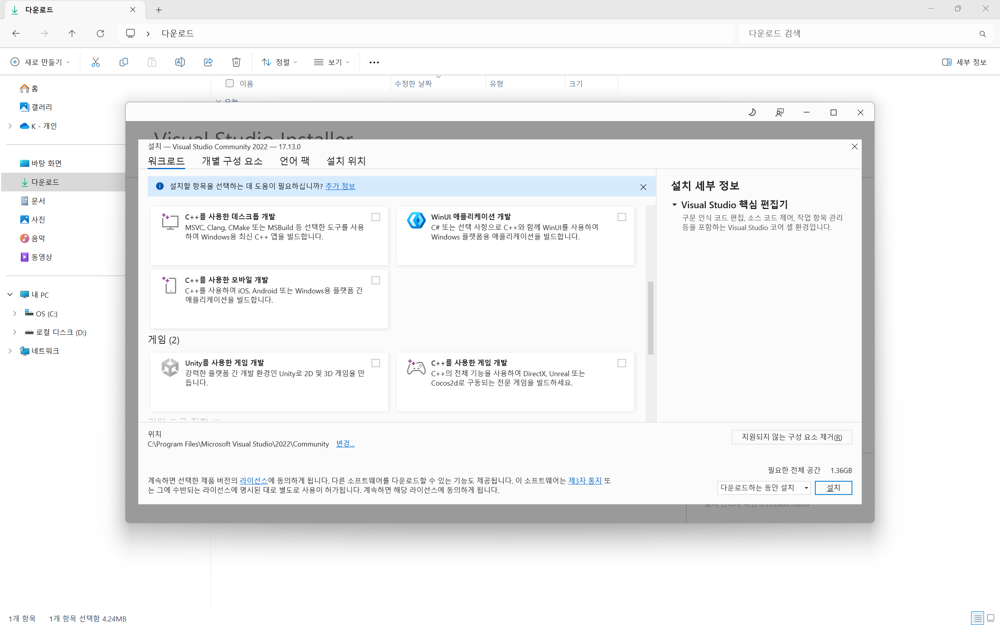 다운로드
다운로드
다운로드 검색
새로 만들기
정렬
보기
세부 정보
이름
수정한 날짜
유형
크기
오늘
홈
갤러리
K - 개인
바탕 화면
다운로드
문서
사진
음악
동영상
내 PC
OS (C:)
로컬 디스크 (D:)
네트워크
Visual Studio Installer
설치 — Visual Studio Community 2022 — 17.13.0
워크로드
개별 구성 요소
언어 팩
설치 위치
설치할 항목을 선택하는 데 도움이 필요하십니까? 추가 정보
C++를 사용한 데스크톱 개발
MSVC, Clang, CMake 또는 MSBuild 등 선택한 도구를 사용
하여 Windows용 최신 C++ 앱을 빌드합니다.
WinUI 애플리케이션 개발
C# 또는 선택 사항으로 C++와 함께 WinUI를 사용하여
Windows 플랫폼용 애플리케이션을 빌드합니다.
C++를 사용한 모바일 개발
C++를 사용하여 iOS, Android 또는 Windows용 플랫폼 간
애플리케이션을 빌드합니다.
게임 (2)
Unity를 사용한 게임 개발
강력한 플랫폼 간 개발 환경인 Unity로 2D 및 3D 게임을 만
듭니다.
C++를 사용한 게임 개발
C++의 전체 기능을 사용하여 DirectX, Unreal 또는
Cocos2d로 구동되는 전문 게임을 빌드하세요.
설치 세부 정보
Visual Studio 핵심 편집기
구문 인식 코드 편집, 소스 코드 제어, 작업 항목 관리
등을 포함하는 Visual Studio 코어 셸 환경입니다.
위치
C:\Program Files\Microsoft Visual Studio\2022\Community 변경...
지원되지 않는 구성 요소 제거(R)
필요한 전체 공간 1.36GB
계속하면 선택한 제품 버전의 라이선스에 동의하게 됩니다. 다른 소프트웨어를 다운로드할 수 있는 기능도 제공됩니다. 이 소프트웨어는 제3자 통지 또
는 그에 수반되는 라이선스에 명시된 대로 별도로 사용이 허가됩니다. 계속하면 해당 라이선스에 동의하게 됩니다.
다운로드하는 동안 설치
설치
1개 항목
1개 항목 선택함 4.24MB